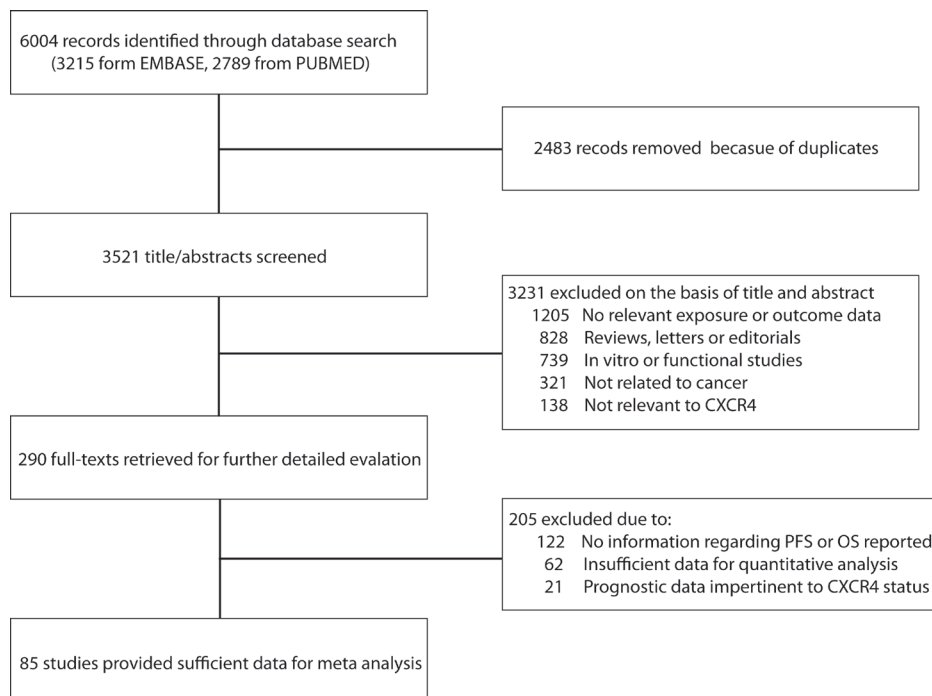 6004 records identified through database search
(3215 form EMBASE, 2789 from PUBMED)
2483 recods removed becasue of duplicates
3521 title/abstracts screened
3231 excluded on the basis of title and abstract
1205 No relevant exposure or outcome data
828 Reviews, letters or editorials
739 In vitro or functional studies
321 Not related to cancer
138 Not relevant to CXCR4
290 full-texts retrieved for further detailed evalation
205 excluded due to:
122 No information regarding PFS or OS reported
62 Insufficient data for quantitative analysis
21 Prognostic data impertinent to CXCR4 status
85 studies provided sufficient data for meta analysis